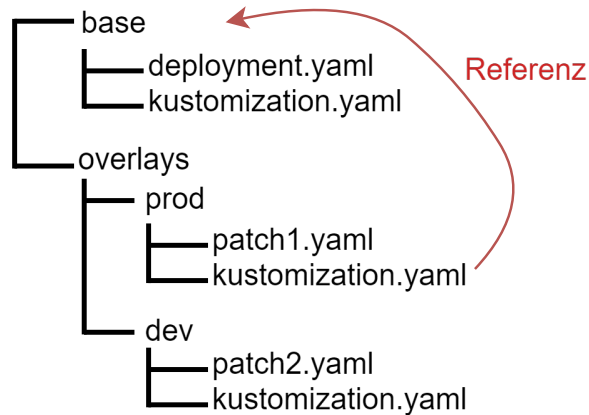 base
deployment.yaml
Referenz
kustomization.yaml
overlays
prod
patch1.yaml
kustomization.yaml
dev
patch2.yaml
kustomization.yaml